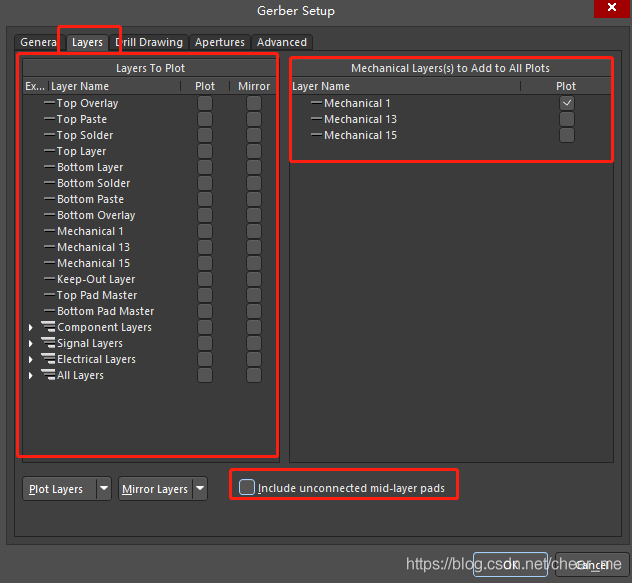 Gerber Setup
Genera Layers Drill Drawing Apertures Advanced
Layers To Plot
Ex... Layer Name Plot Mirror
Top Overlay
Top Paste
Top Solder
Top Layer
Bottom Layer
Bottom Solder
Bottom Paste
Bottom Overlay
Mechanical 1
Mechanical 13
Mechanical 15
Keep-Out Layer
Top Pad Master
Bottom Pad Master
Component Layers
Signal Layers
Electrical Layers
All Layers
Mechanical Layers(s) to Add to All Plots
Layer Name Plot
Mechanical 1
Mechanical 13
Mechanical 15
Plot Layers Mirror Layers Include unconnected mid-layer pads
OK Cancel
https://blog.csdn.net/chear_me